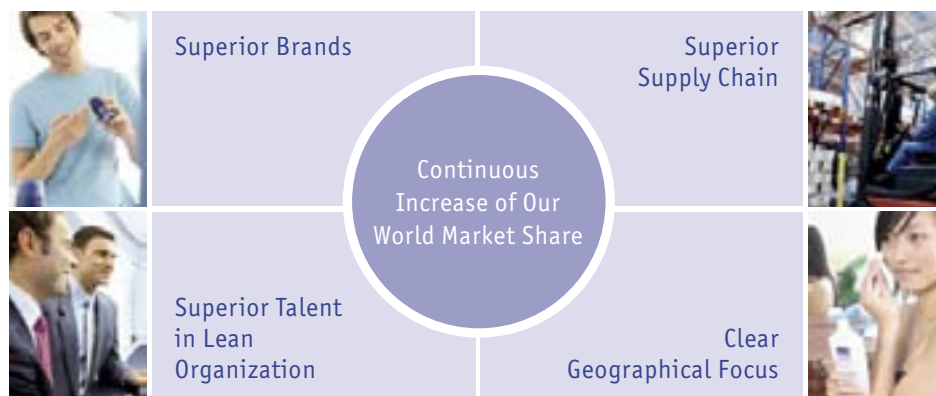 Superior Brands
Superior
Supply Chain
Continuous
Increase of Our
World Market Share
Superior Talent
in Lean
Organization
Clear
Geographical Focus